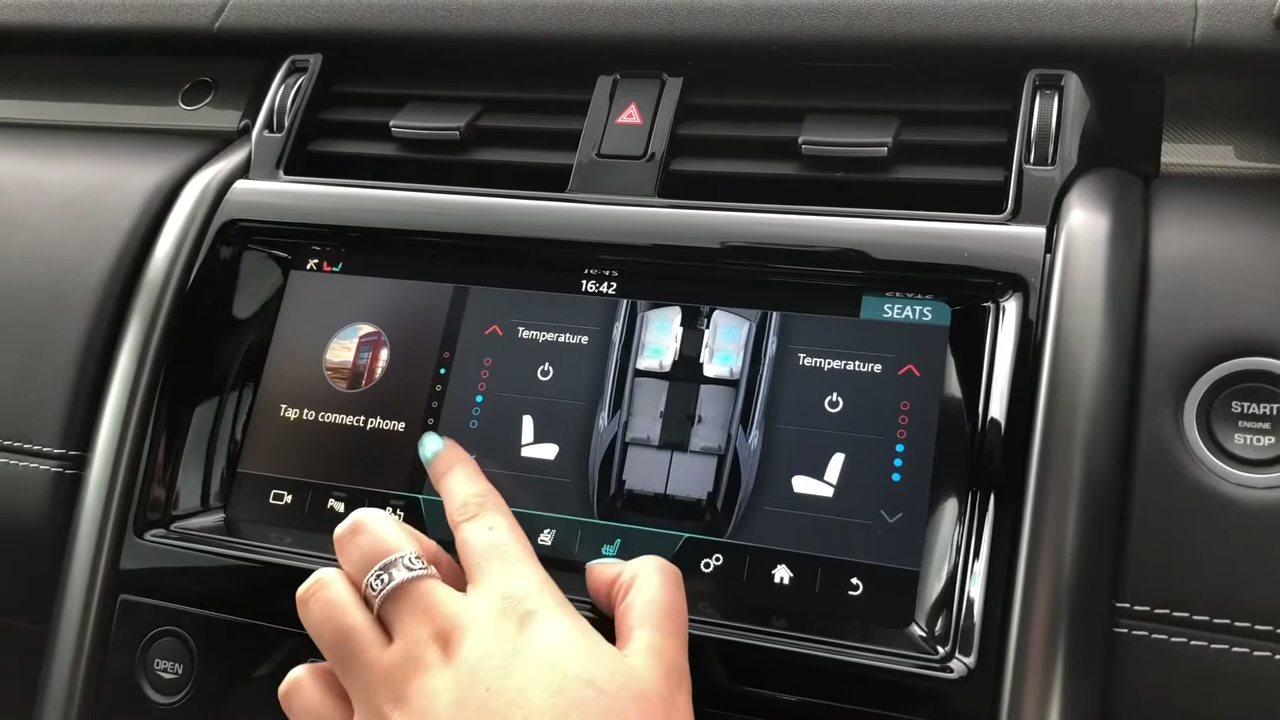 16:42
SEATS
Temperature
Temperature
Tap to connect phone
START
ENGINE
STOP
OPEN